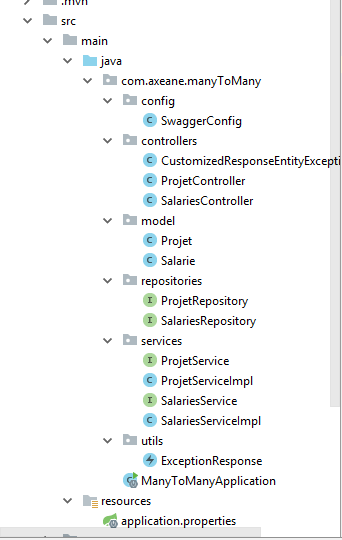 .mvn
src
main
java
com.axeane.manyToMany
config
SwaggerConfig
controllers
CustomizedResponseEntityExcepti
ProjetController
SalariesController
model
Projet
Salarie
repositories
ProjetRepository
SalariesRepository
services
ProjetService
ProjetServiceImpl
SalariesService
SalariesServiceImpl
utils
ExceptionResponse
ManyToManyApplication
resources
application.properties